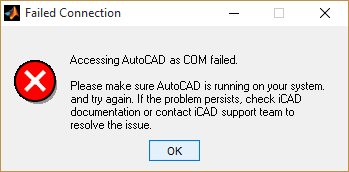 Failed Connection
Accessing AutoCAD as COM failed.
Please make sure AutoCAD is running on your system.
and try again. If the problem persists, check iCAD
documentation or contact iCAD support team to
resolve the issue.
OK